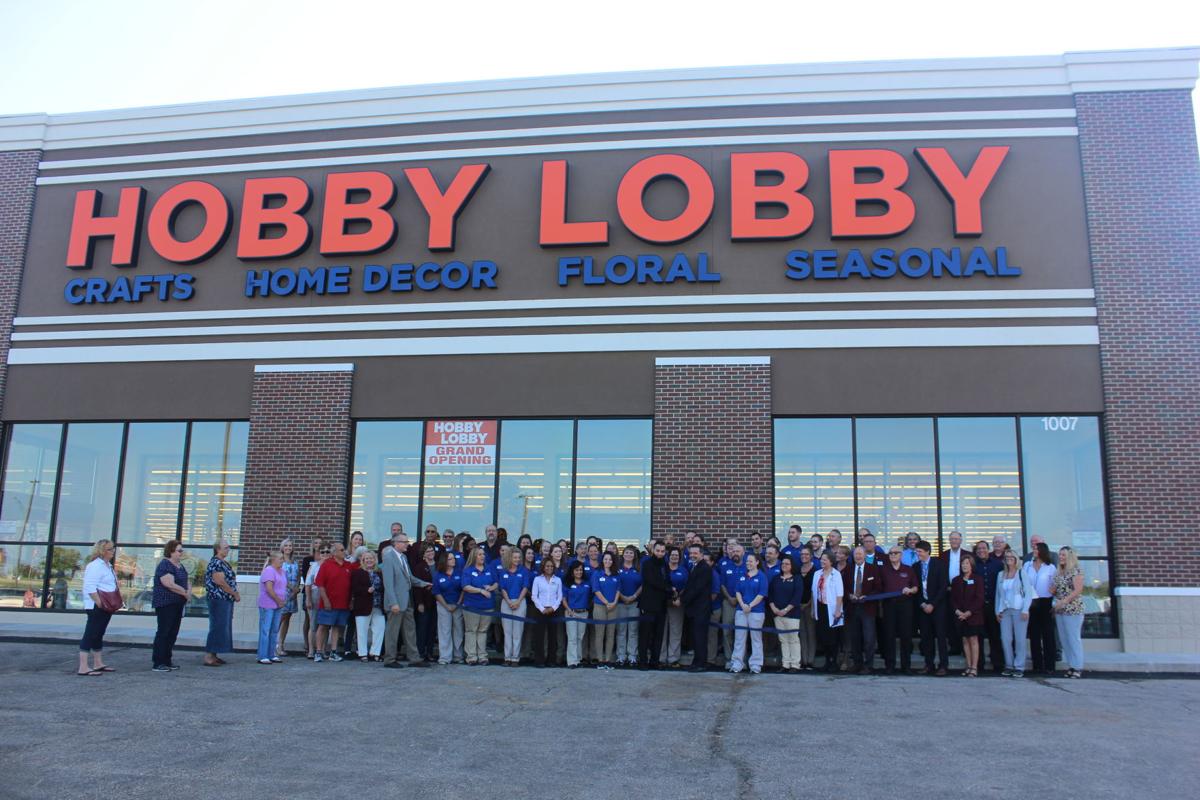 HOBBY LOBBY
CRAFTS HOME DECOR FLORAL SEASONAL
HOBBY
LOBBY
GRAND
OPENING
1007